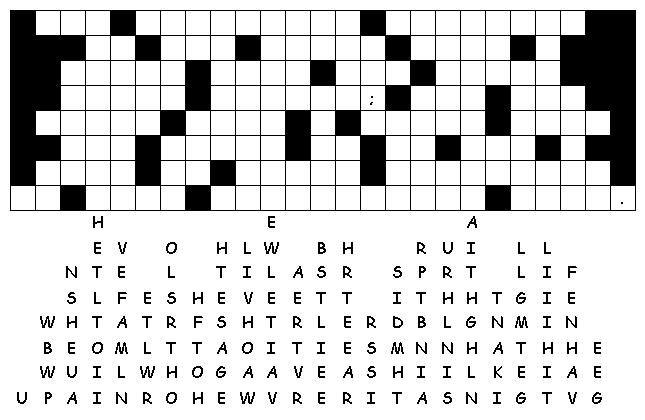 ;
.
H E A
E V O H L W B H R U I L L
N T E L T I L A S R S P R T L I F
S L F E S H E V E E T T I T H H T G I E
W H T A T R F S H T R L E R D B L G N M I N
B E O M L T T A O I T I E S M N N H A T H H E
W U I L W H O G A A V E A S H I I L K E I A E
U P A I N R O H E W V R E R I T A S N I G T V G